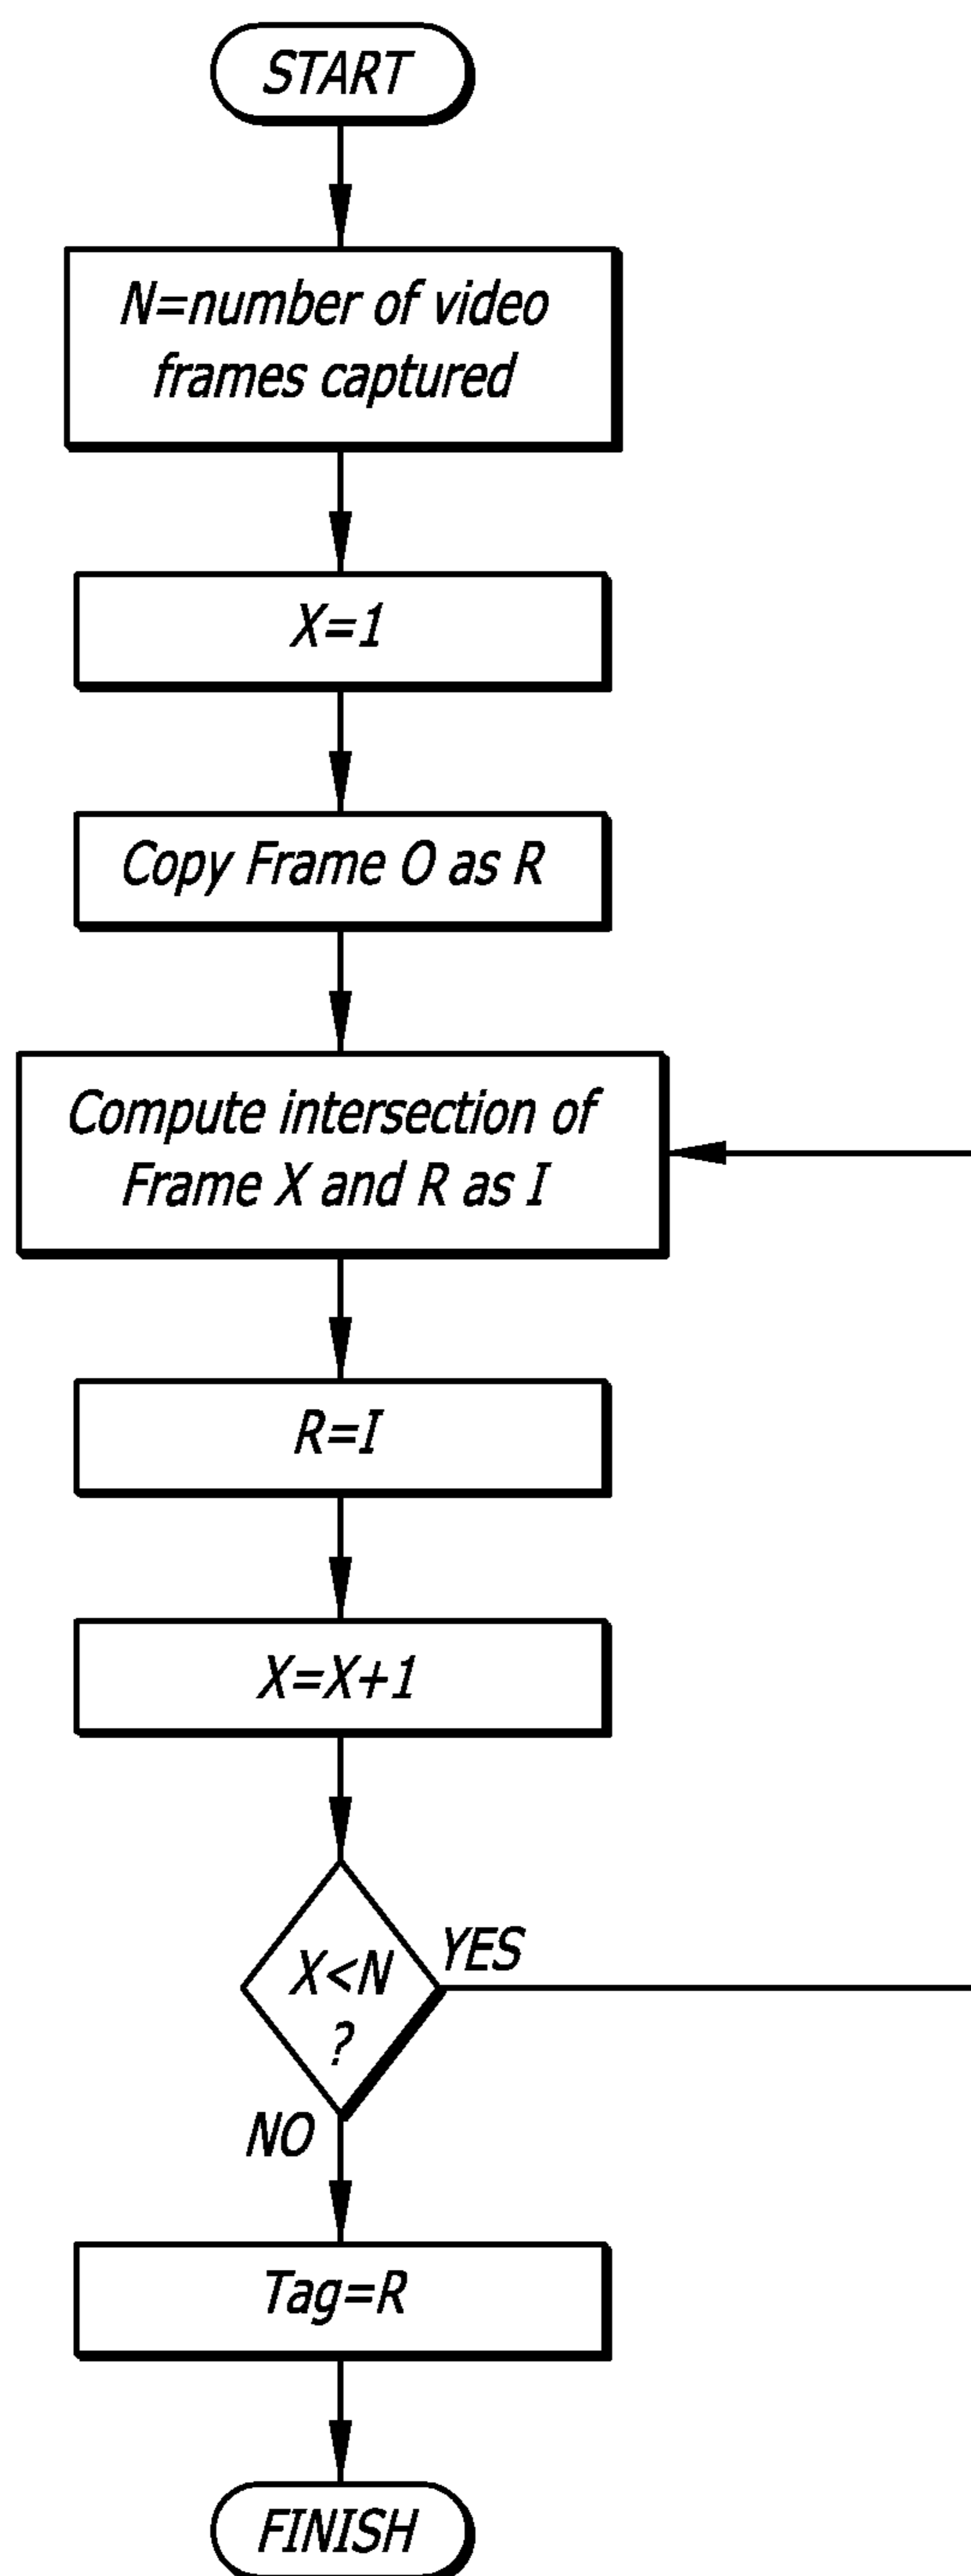 START
N=number of video
frames captured
X=1
Copy Frame O as R
Compute intersection of
Frame X and R as I
R=I
X=X+1
X<N
?
YES
NO
Tag=R
FINISH